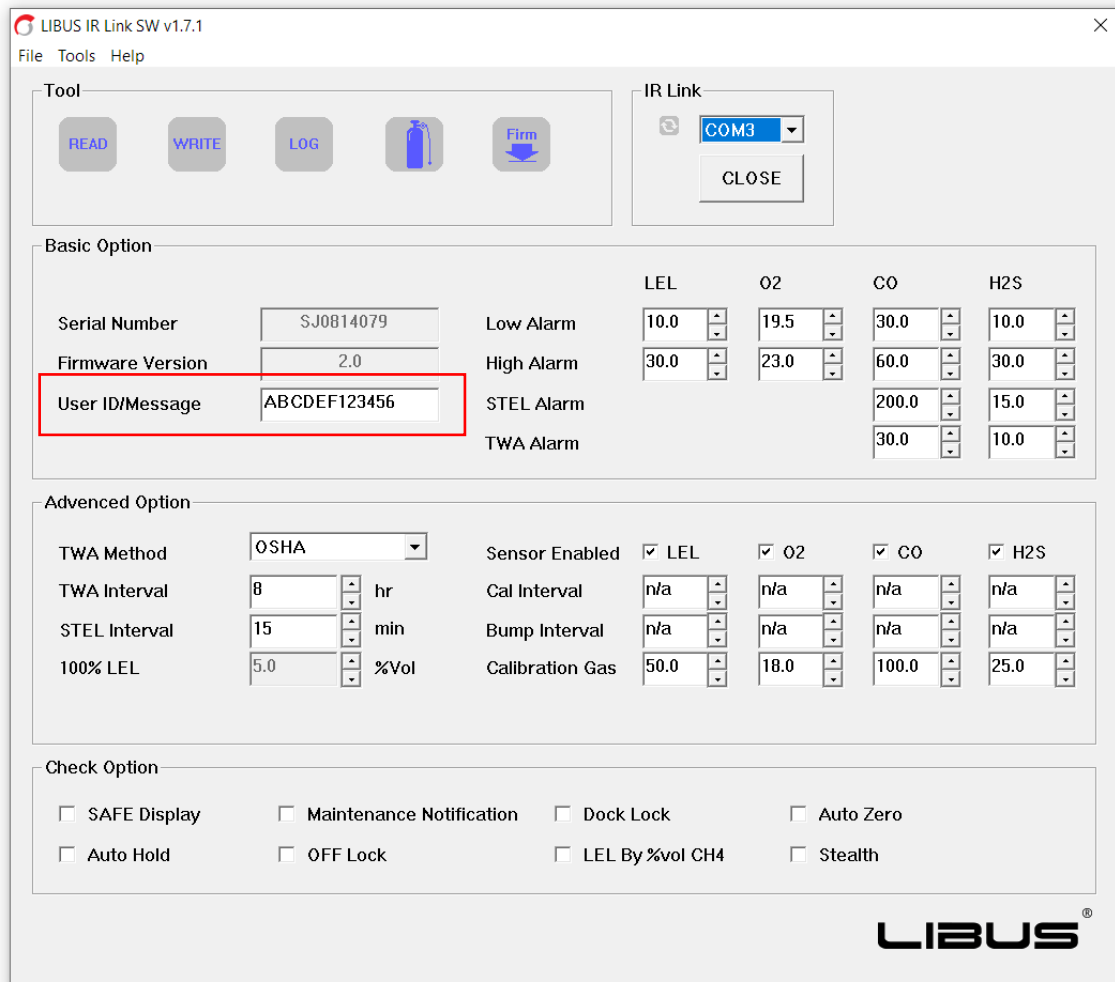 LIBUS IR Link SW v1.7.1
File Tools Help
Tool
READ WRITE LOG Firm
IR Link
COM3
CLOSE
Basic Option
LEL O2 CO H2S
Serial Number SJ0814079 Low Alarm 10.0 19.5 30.0 10.0
Firmware Version 2.0 High Alarm 30.0 23.0 60.0 30.0
User ID/Message ABCDEF123456 STEL Alarm 200.0 15.0
TWA Alarm 30.0 10.0
Advenced Option
TWA Method OSHA Sensor Enabled LEL O2 CO H2S
TWA Interval 8 hr Cal Interval n/a n/a n/a n/a
STEL Interval 15 min Bump Interval n/a n/a n/a n/a
100% LEL 5.0 %Vol Calibration Gas 50.0 18.0 100.0 25.0
Check Option
SAFE Display Maintenance Notification Dock Lock Auto Zero
Auto Hold OFF Lock LEL By %vol CH4 Stealth
LIBUS®